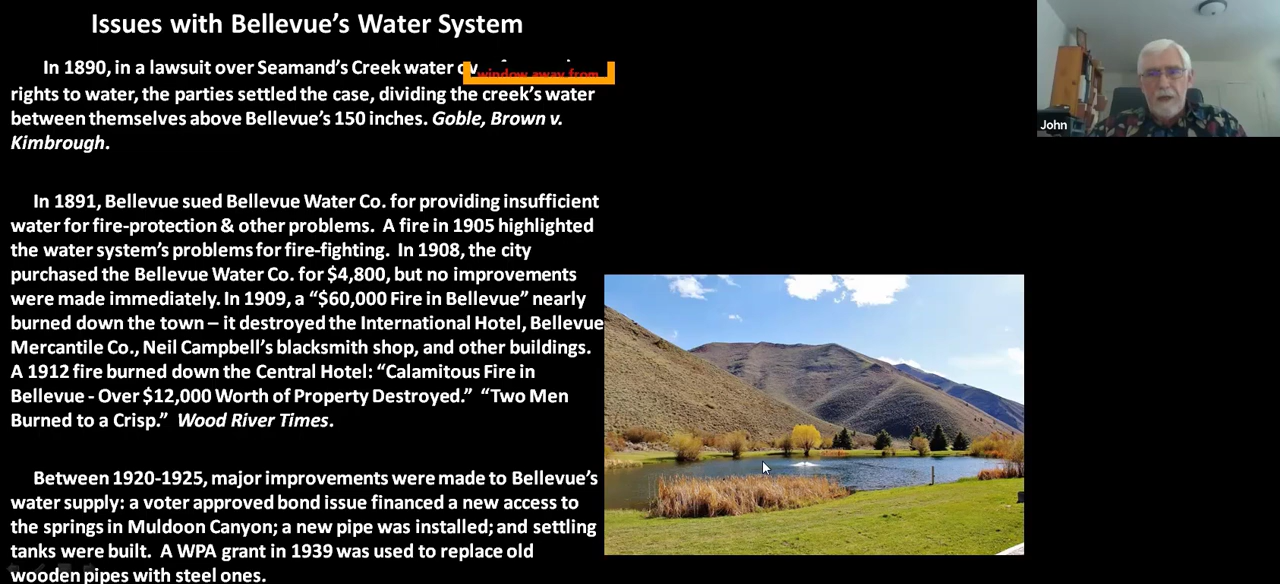 Issues with Bellevue's Water System
In 1890, in a lawsuit over Seamand's Creek water
window away from
rights to water, the parties settled the case, dividing the creek's water
between themselves above Bellevue's 150 inches. Goble, Brown v.
Kimbrough.
In 1891, Bellevue sued Bellevue Water Co. for providing insufficient
water for fire-protection & other problems. A fire in 1905 highlighted
the water system's problems for fire-fighting. In 1908, the city
purchased the Bellevue Water Co. for $4,800, but no improvements
were made immediately. In 1909, a “$60,000 Fire in Bellevue” nearly
burned down the town – it destroyed the International Hotel, Bellevue
Mercantile Co., Neil Campbell's blacksmith shop, and other buildings.
A 1912 fire burned down the Central Hotel: “Calamitous Fire in
Bellevue - Over $12,000 Worth of Property Destroyed.” “Two Men
Burned to a Crisp.” Wood River Times.
Between 1920-1925, major improvements were made to Bellevue's
water supply: a voter approved bond issue financed a new access to
the springs in Muldoon Canyon; a new pipe was installed; and settling
tanks were built. A WPA grant in 1939 was used to replace old
wooden pipes with steel ones.
John